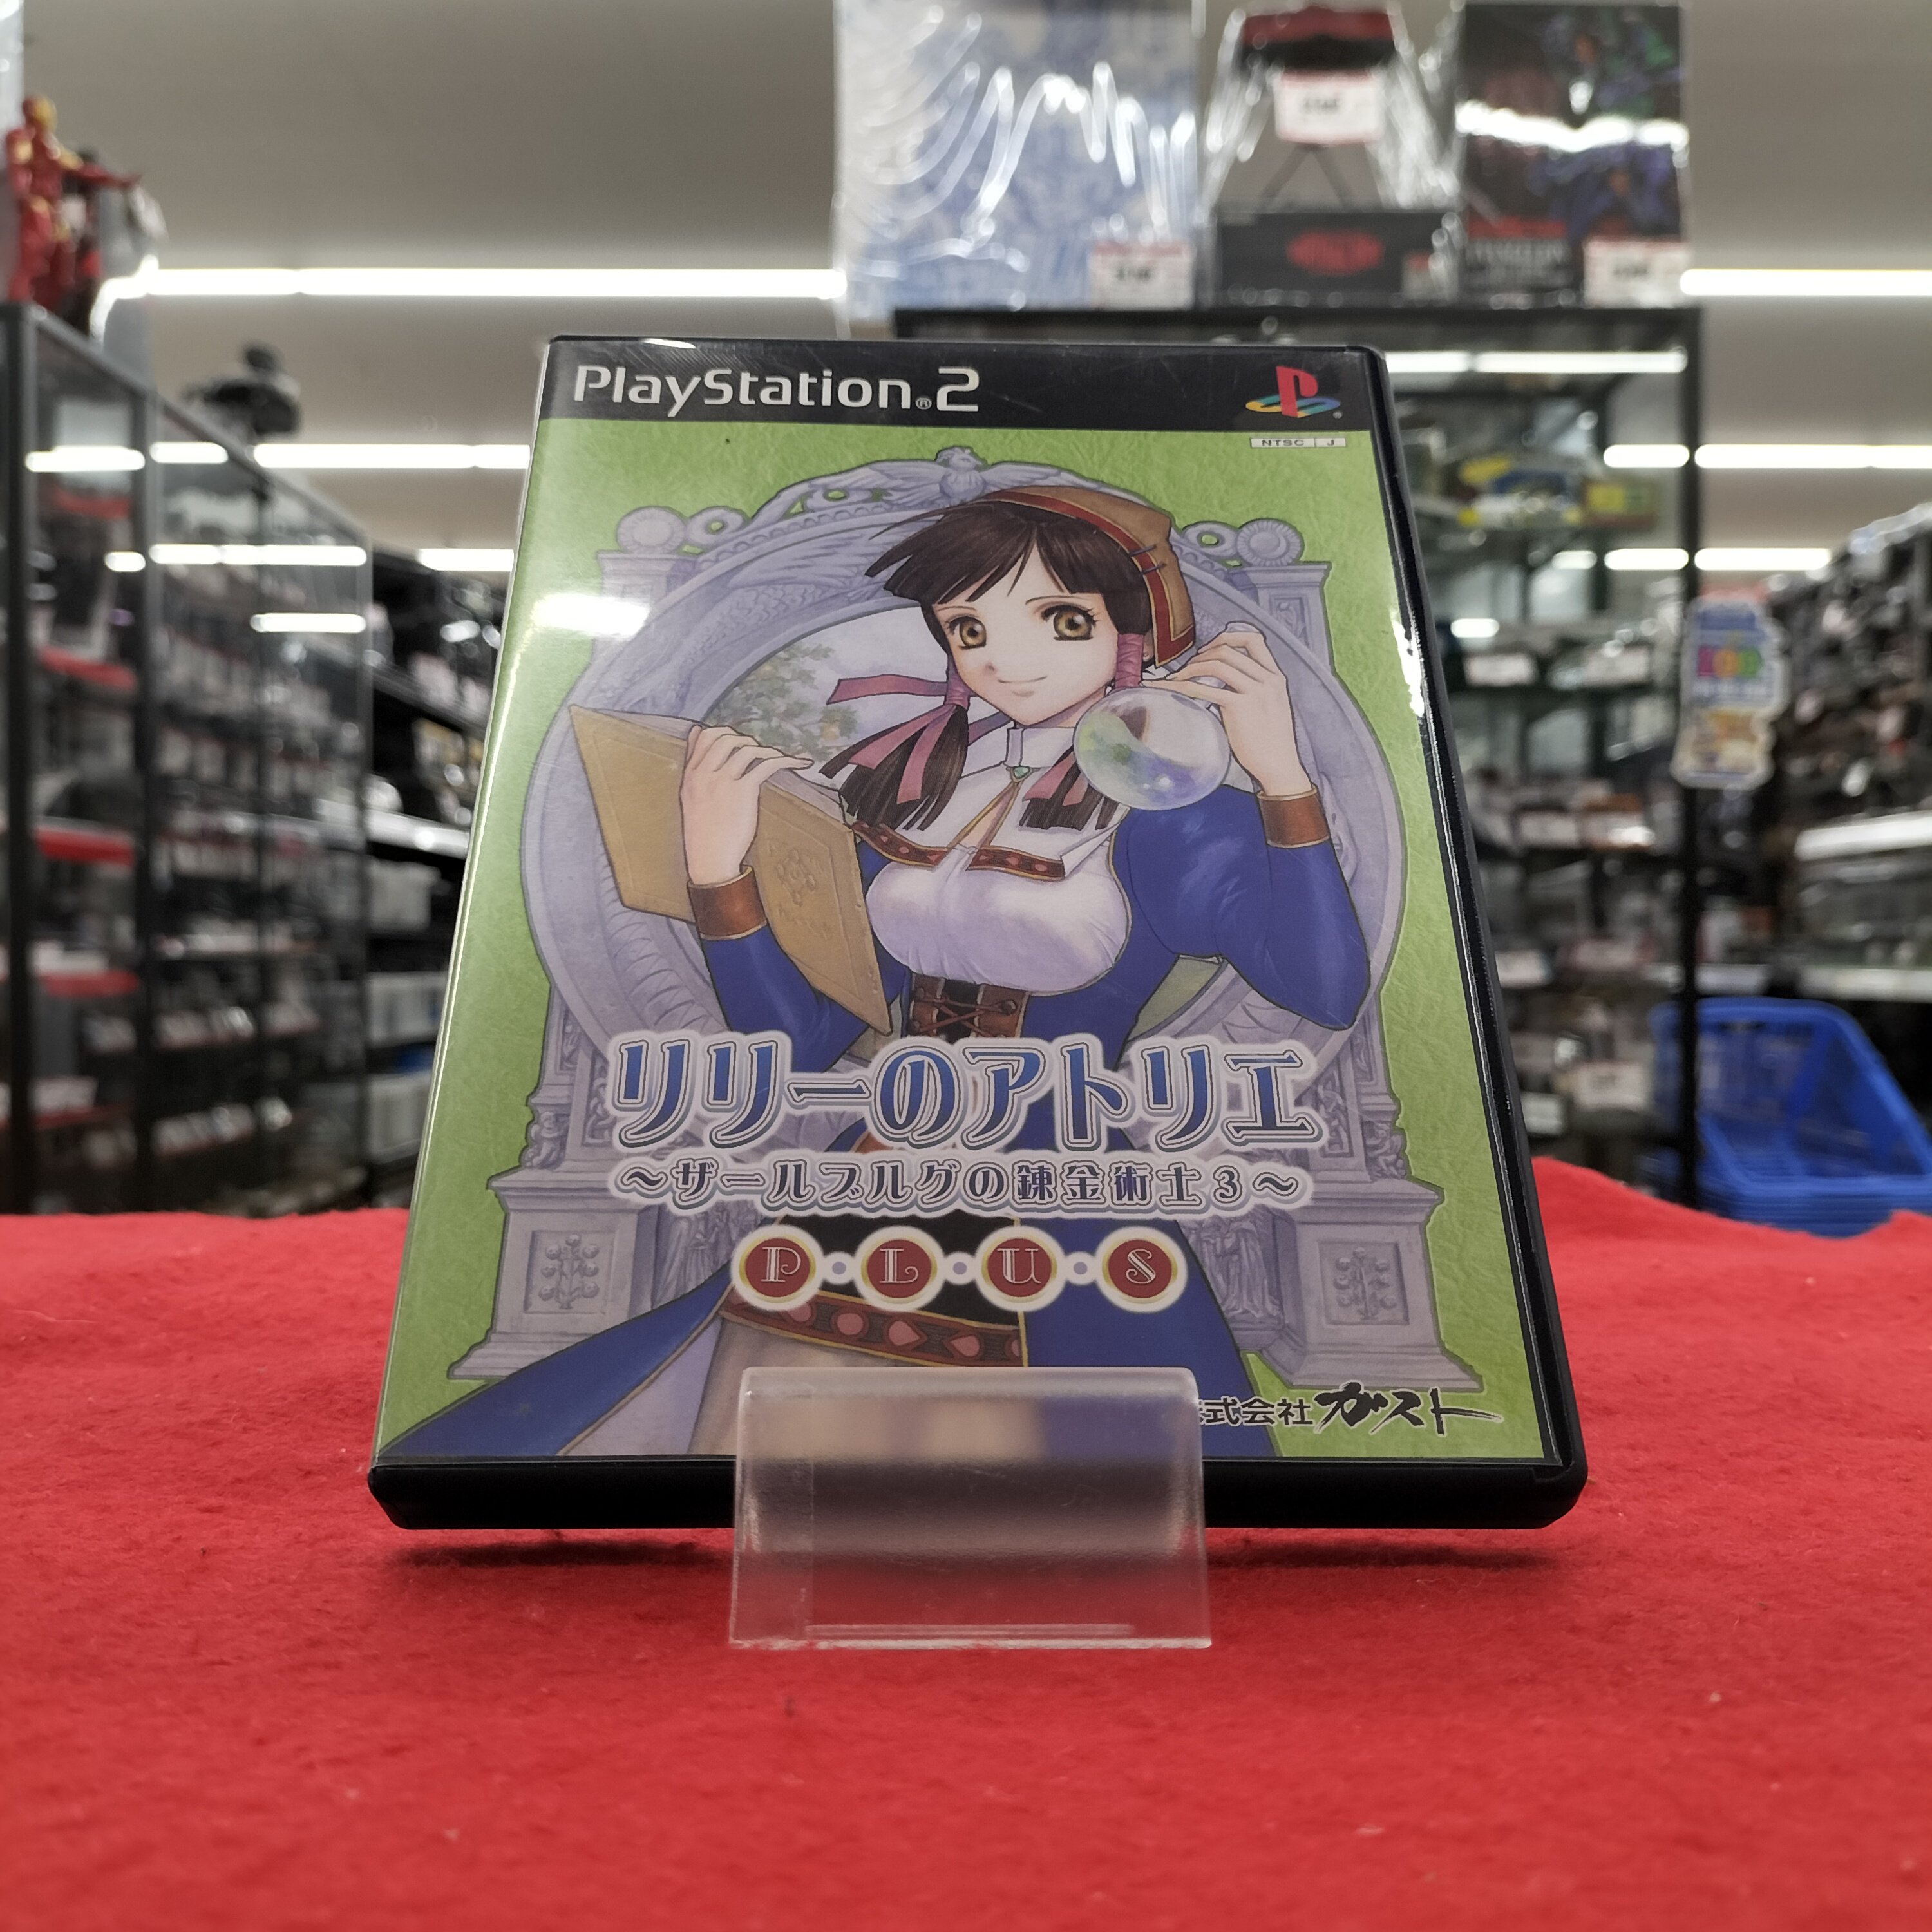 PlayStation®2
NTSC J
リリーのアトリエ
～ザールブルグの錬金術士3～
P・L・U・S
式会社ガスト